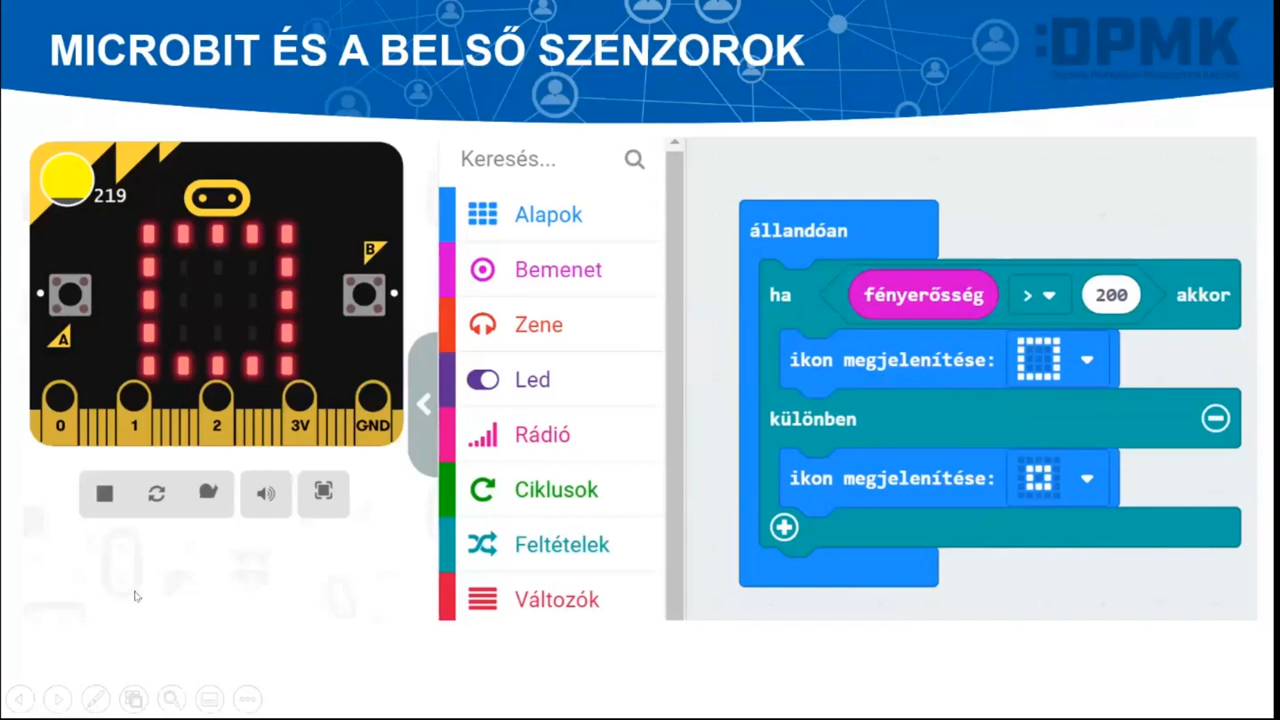 MICROBIT ÉS A BELSŐ SZENZOROK
:DPMK
219
B
A
0 1 2 3V GND
Keresés...
Alapok
Bemenet
Zene
Led
Rádió
Ciklusok
Feltételek
Változók
állandóan
ha fényerősség > 200 akkor
ikon megjelenítése:
különben
ikon megjelenítése: